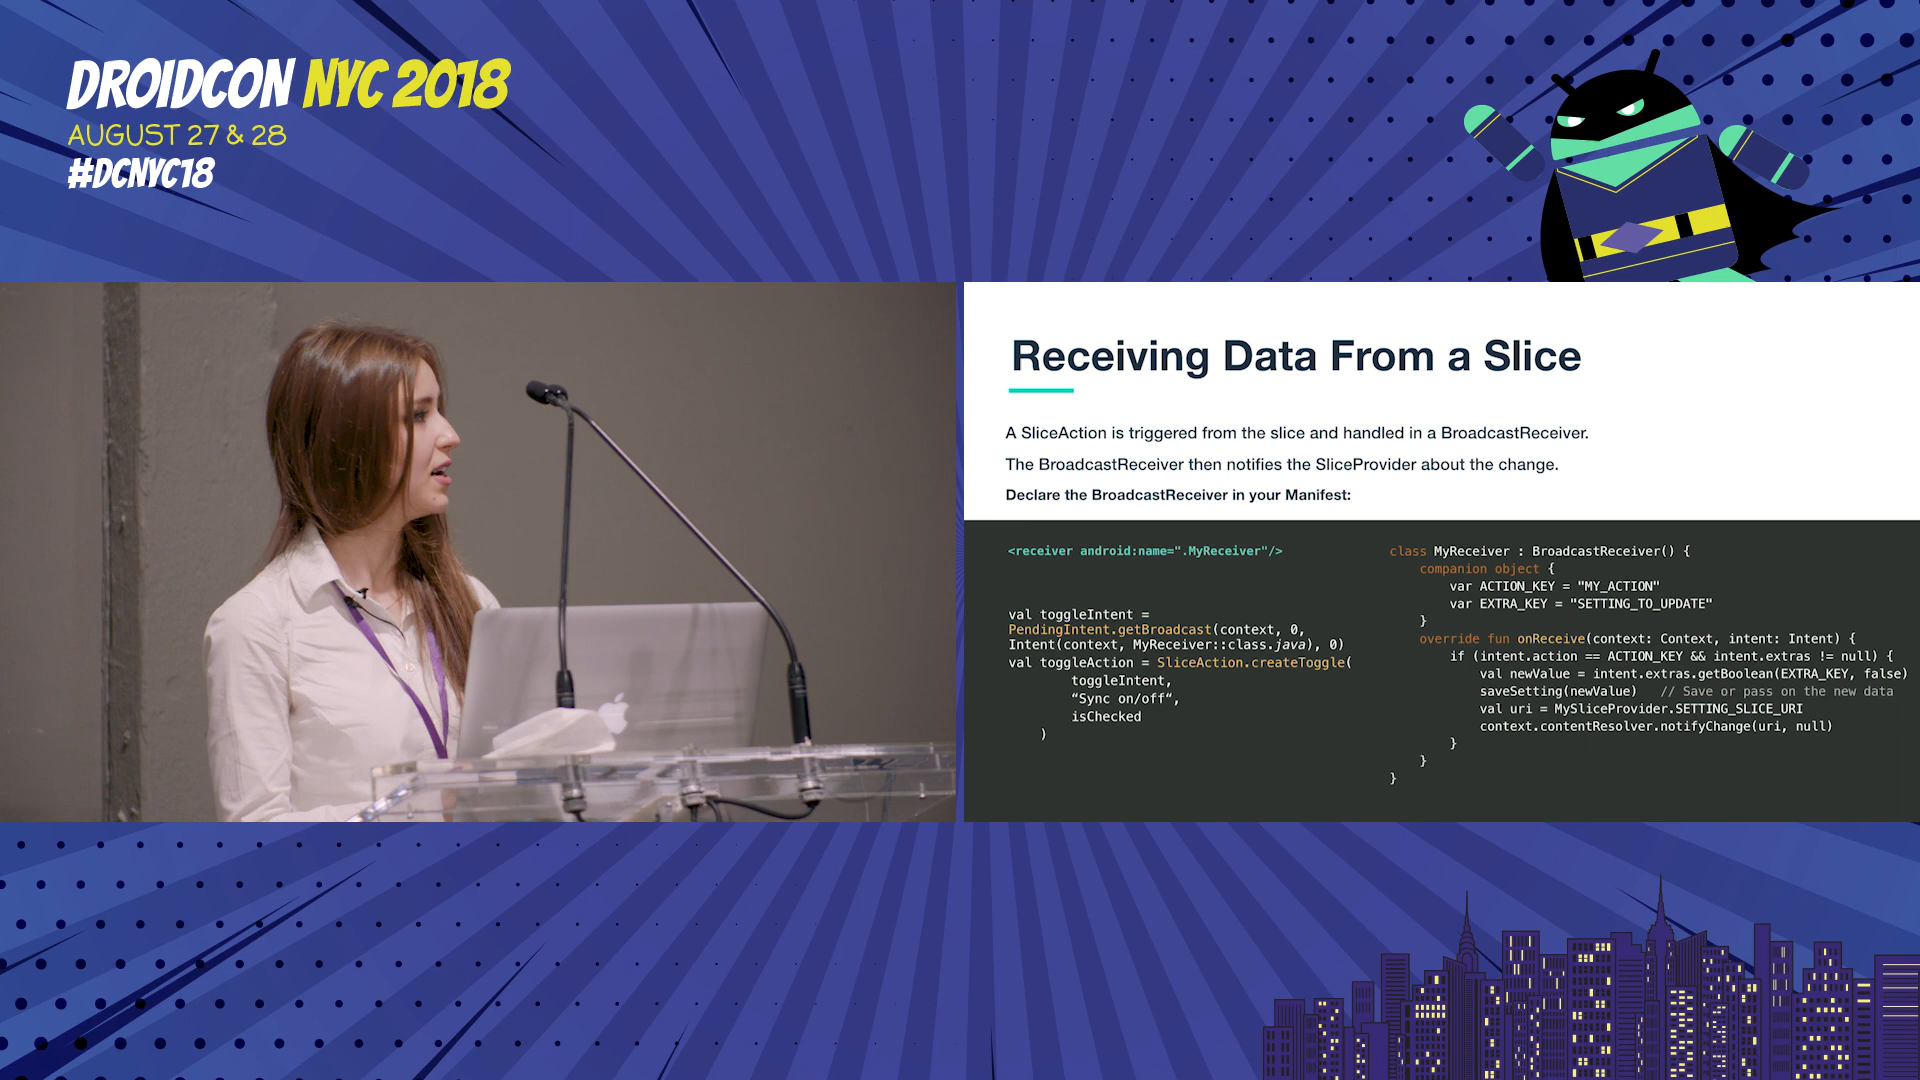 DROIDCON NYC 2018
AUGUST 27 & 28
#DCNYC18
Receiving Data From a Slice
A SliceAction is triggered from the slice and handled in a BroadcastReceiver.
The BroadcastReceiver then notifies the SliceProvider about the change.
Declare the BroadcastReceiver in your Manifest:
<receiver android:name=".MyReceiver"/>
val toggleIntent =
PendingIntent.getBroadcast(context, 0,
Intent(context, MyReceiver::class.java), 0)
val toggleAction = SliceAction.createToggle(
toggleIntent,
“Sync on/off“,
isChecked
)
class MyReceiver : BroadcastReceiver() {
companion object {
var ACTION_KEY = "MY_ACTION"
var EXTRA_KEY = "SETTING_TO_UPDATE"
}
override fun onReceive(context: Context, intent: Intent) {
if (intent.action == ACTION_KEY && intent.extras != null) {
val newValue = intent.extras.getBoolean(EXTRA_KEY, false)
saveSetting(newValue) // Save or pass on the new data
val uri = MySliceProvider.SETTING_SLICE_URI
context.contentResolver.notifyChange(uri, null)
}
}
}